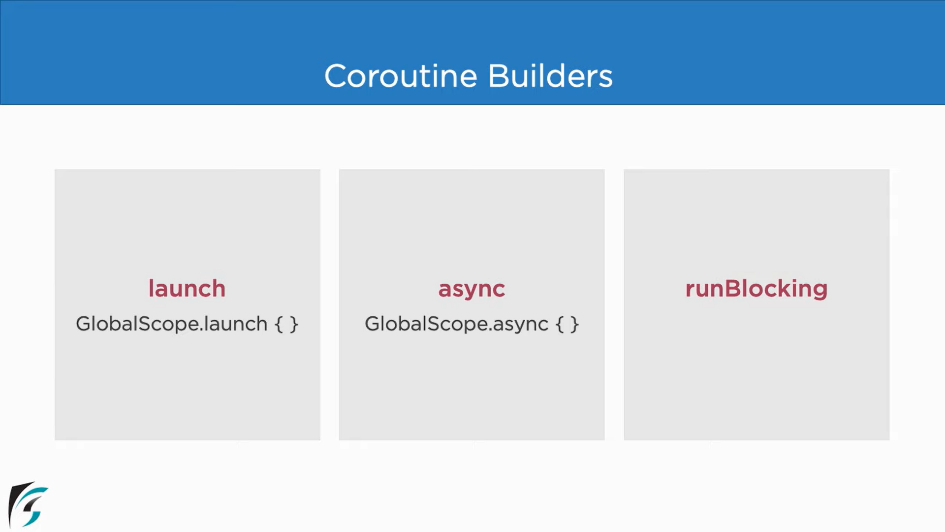 Coroutine Builders
launch
GlobalScope.launch { }
async
GlobalScope.async { }
runBlocking